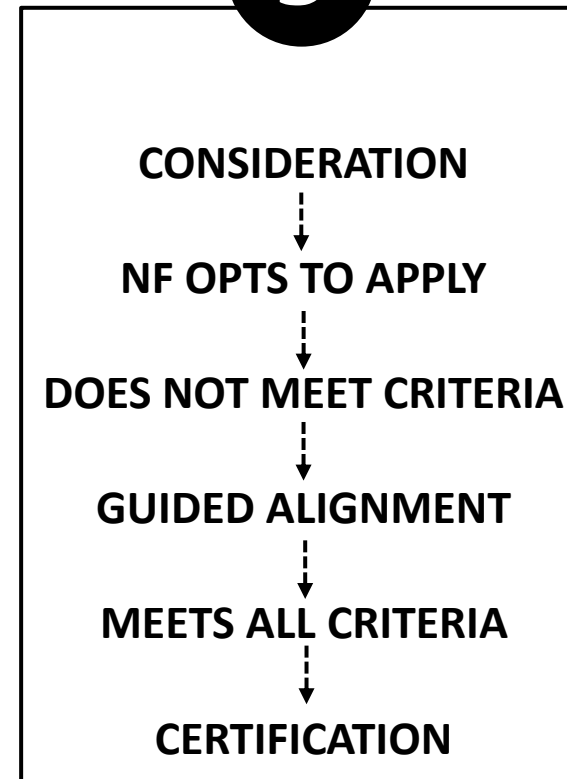 CONSIDERATION
NF OPTS TO APPLY
DOES NOT MEET CRITERIA
GUIDED ALIGNMENT
MEETS ALL CRITERIA
CERTIFICATION